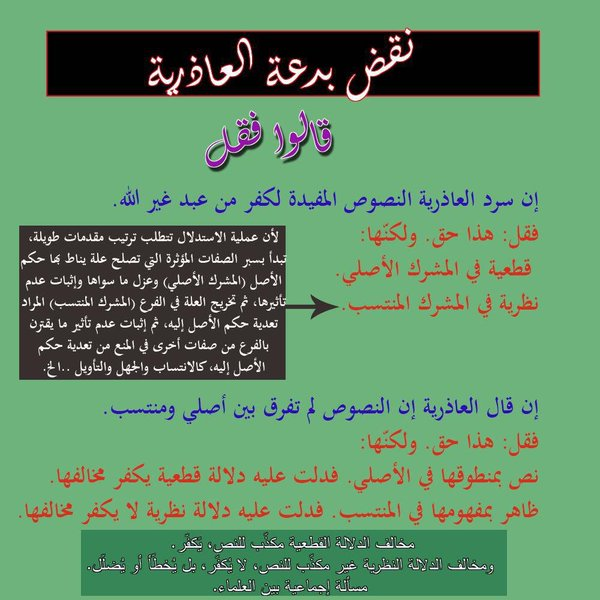 نقض بدعة العاذرية
قالوا فقل
إن سرد العاذرية النصوص المفيدة لكفر من عبد غير الله.
فقل: هذا حق. ولكنّها:
قطعية في المشرك الأصلي.
نظرية في المشرك المنتسب.
لأن عملية الاستدلال تتطلب ترتيب مقدمات طويلة،
تبدأ بسبر الصفات المؤثرة التي تصلح علة يناط بها حكم
الأصل (المشرك الأصلي) وعزل ما سواها وإثبات عدم
تأثيرها، ثم تخريج العلة في الفرع (المشرك المنتسب) المراد
تعدية حكم الأصل إليه، ثم إثبات عدم تأثير ما يقترن
بالفرع من صفات أخرى في المنع من تعدية حكم
الأصل إليه، كالانتساب والجهل والتأويل ..الخ.
إن قال العاذرية إن النصوص لم تفرق بين أصلي ومنتسب.
فقل: هذا حق. ولكنّها:
نص بمنطوقها في الأصلي. فدلت عليه دلالة قطعية يكفر مخالفها.
ظاهر بمفهومها في المنتسب. فدلت عليه دلالة نظرية لا يكفر مخالفها.
مخالف الدلالة القطعية مكذّب للنص، يُكفَّر.
ومخالف الدلالة النظرية غير مكذّب للنص، لا يُكفَّر، بل يُخطّأ أو يُضلّل.
مسألة إجماعية بين العلماء.